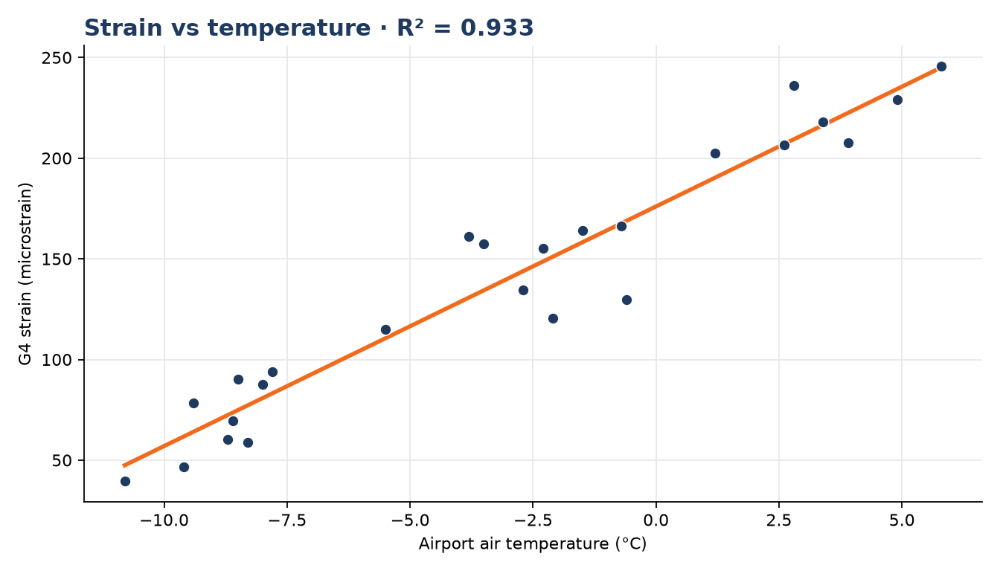 Strain vs temperature · R² = 0.933
250
200
150
100
50
G4 strain (microstrain)
−10.0 −7.5 −5.0 −2.5 0.0 2.5 5.0
Airport air temperature (°C)